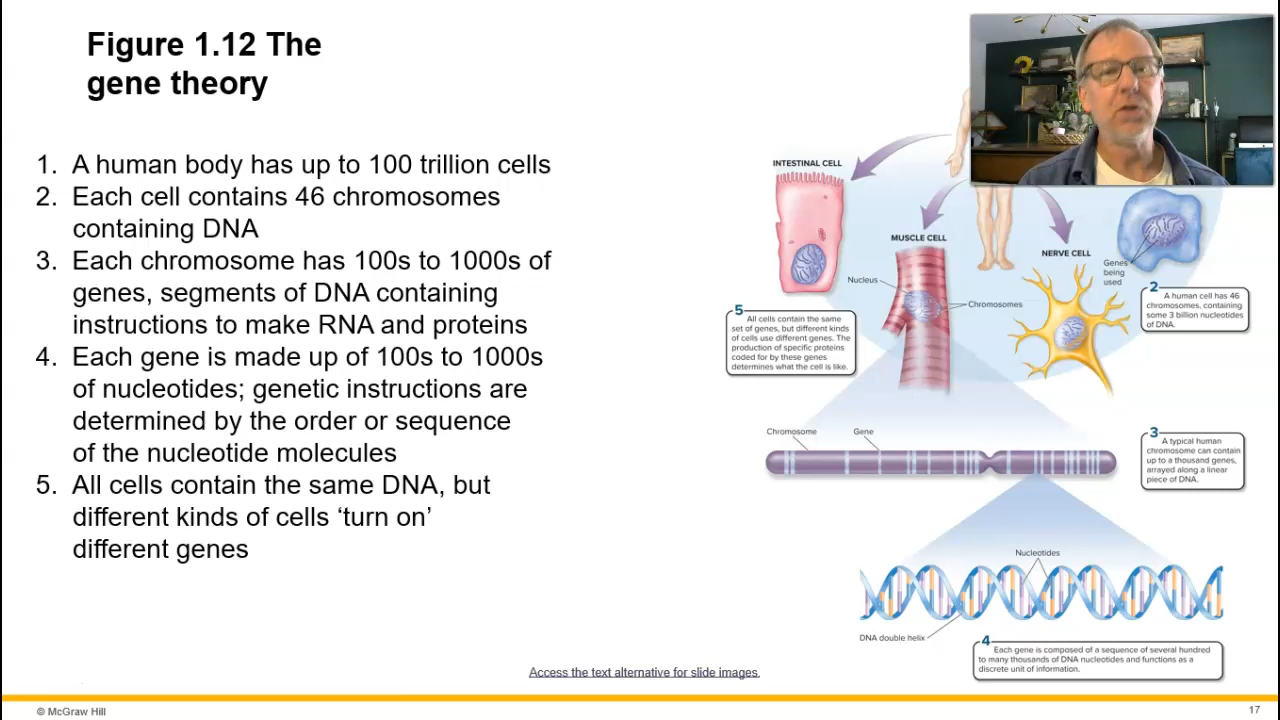 Figure 1.12 The
gene theory
1. A human body has up to 100 trillion cells
2. Each cell contains 46 chromosomes
containing DNA
3. Each chromosome has 100s to 1000s of
genes, segments of DNA containing
instructions to make RNA and proteins
4. Each gene is made up of 100s to 1000s
of nucleotides; genetic instructions are
determined by the order or sequence
of the nucleotide molecules
5. All cells contain the same DNA, but
different kinds of cells ‘turn on’
different genes
INTESTINAL CELL
MUSCLE CELL
NERVE CELL
Nucleus
Chromosomes
Genes
being
used
2
A human cell has 46
chromosomes, containing
some 3 billion nucleotides
of DNA.
5
All cells contain the same
set of genes, but different kinds
of cells use different genes. The
production of specific proteins
coded for by these genes
determines what the cell is like.
Chromosome
Gene
3
A typical human
chromosome can contain
up to a thousand genes,
arrayed along a linear
piece of DNA.
Nucleotides
DNA double helix
4
Each gene is composed of a sequence of several hundred
to many thousands of DNA nucleotides and functions as a
discrete unit of information.
Access the text alternative for slide images.
© McGraw Hill
17